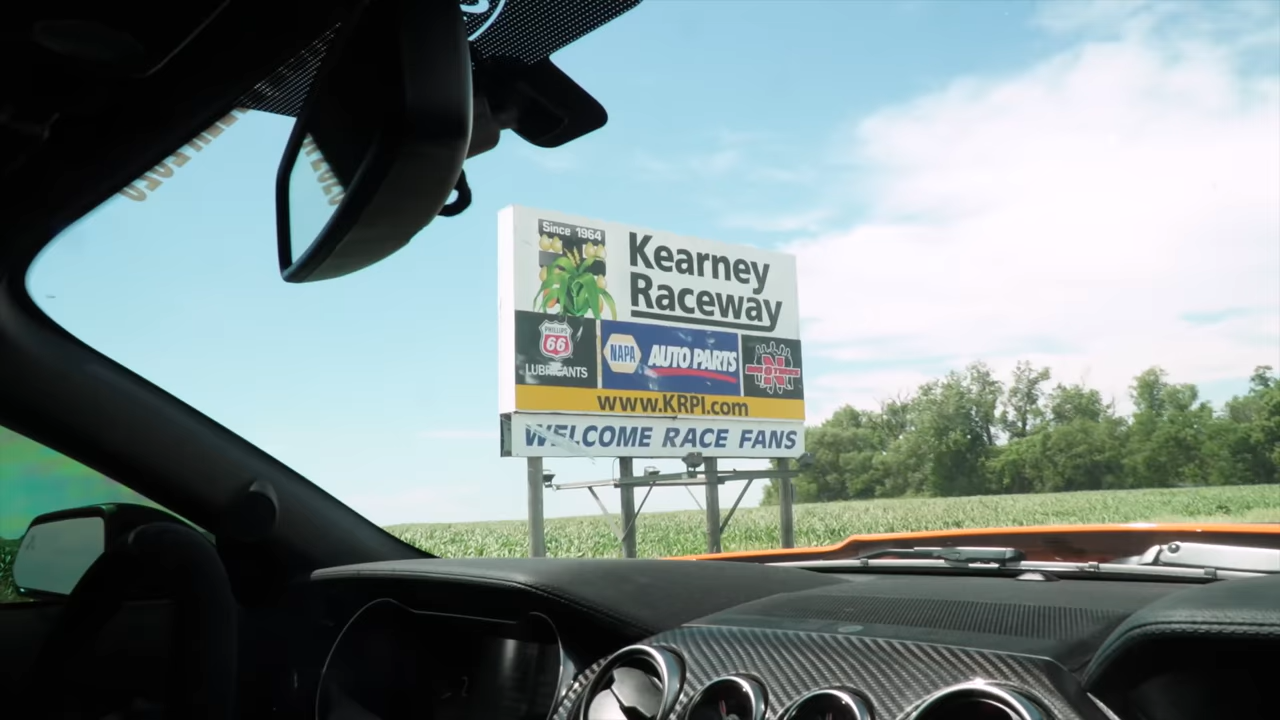 Since 1964
Kearney
Raceway
PHILLIPS
66
LUBRICANTS
NAPA
AUTO PARTS
N
www.KRPI.com
WELCOME RACE FANS